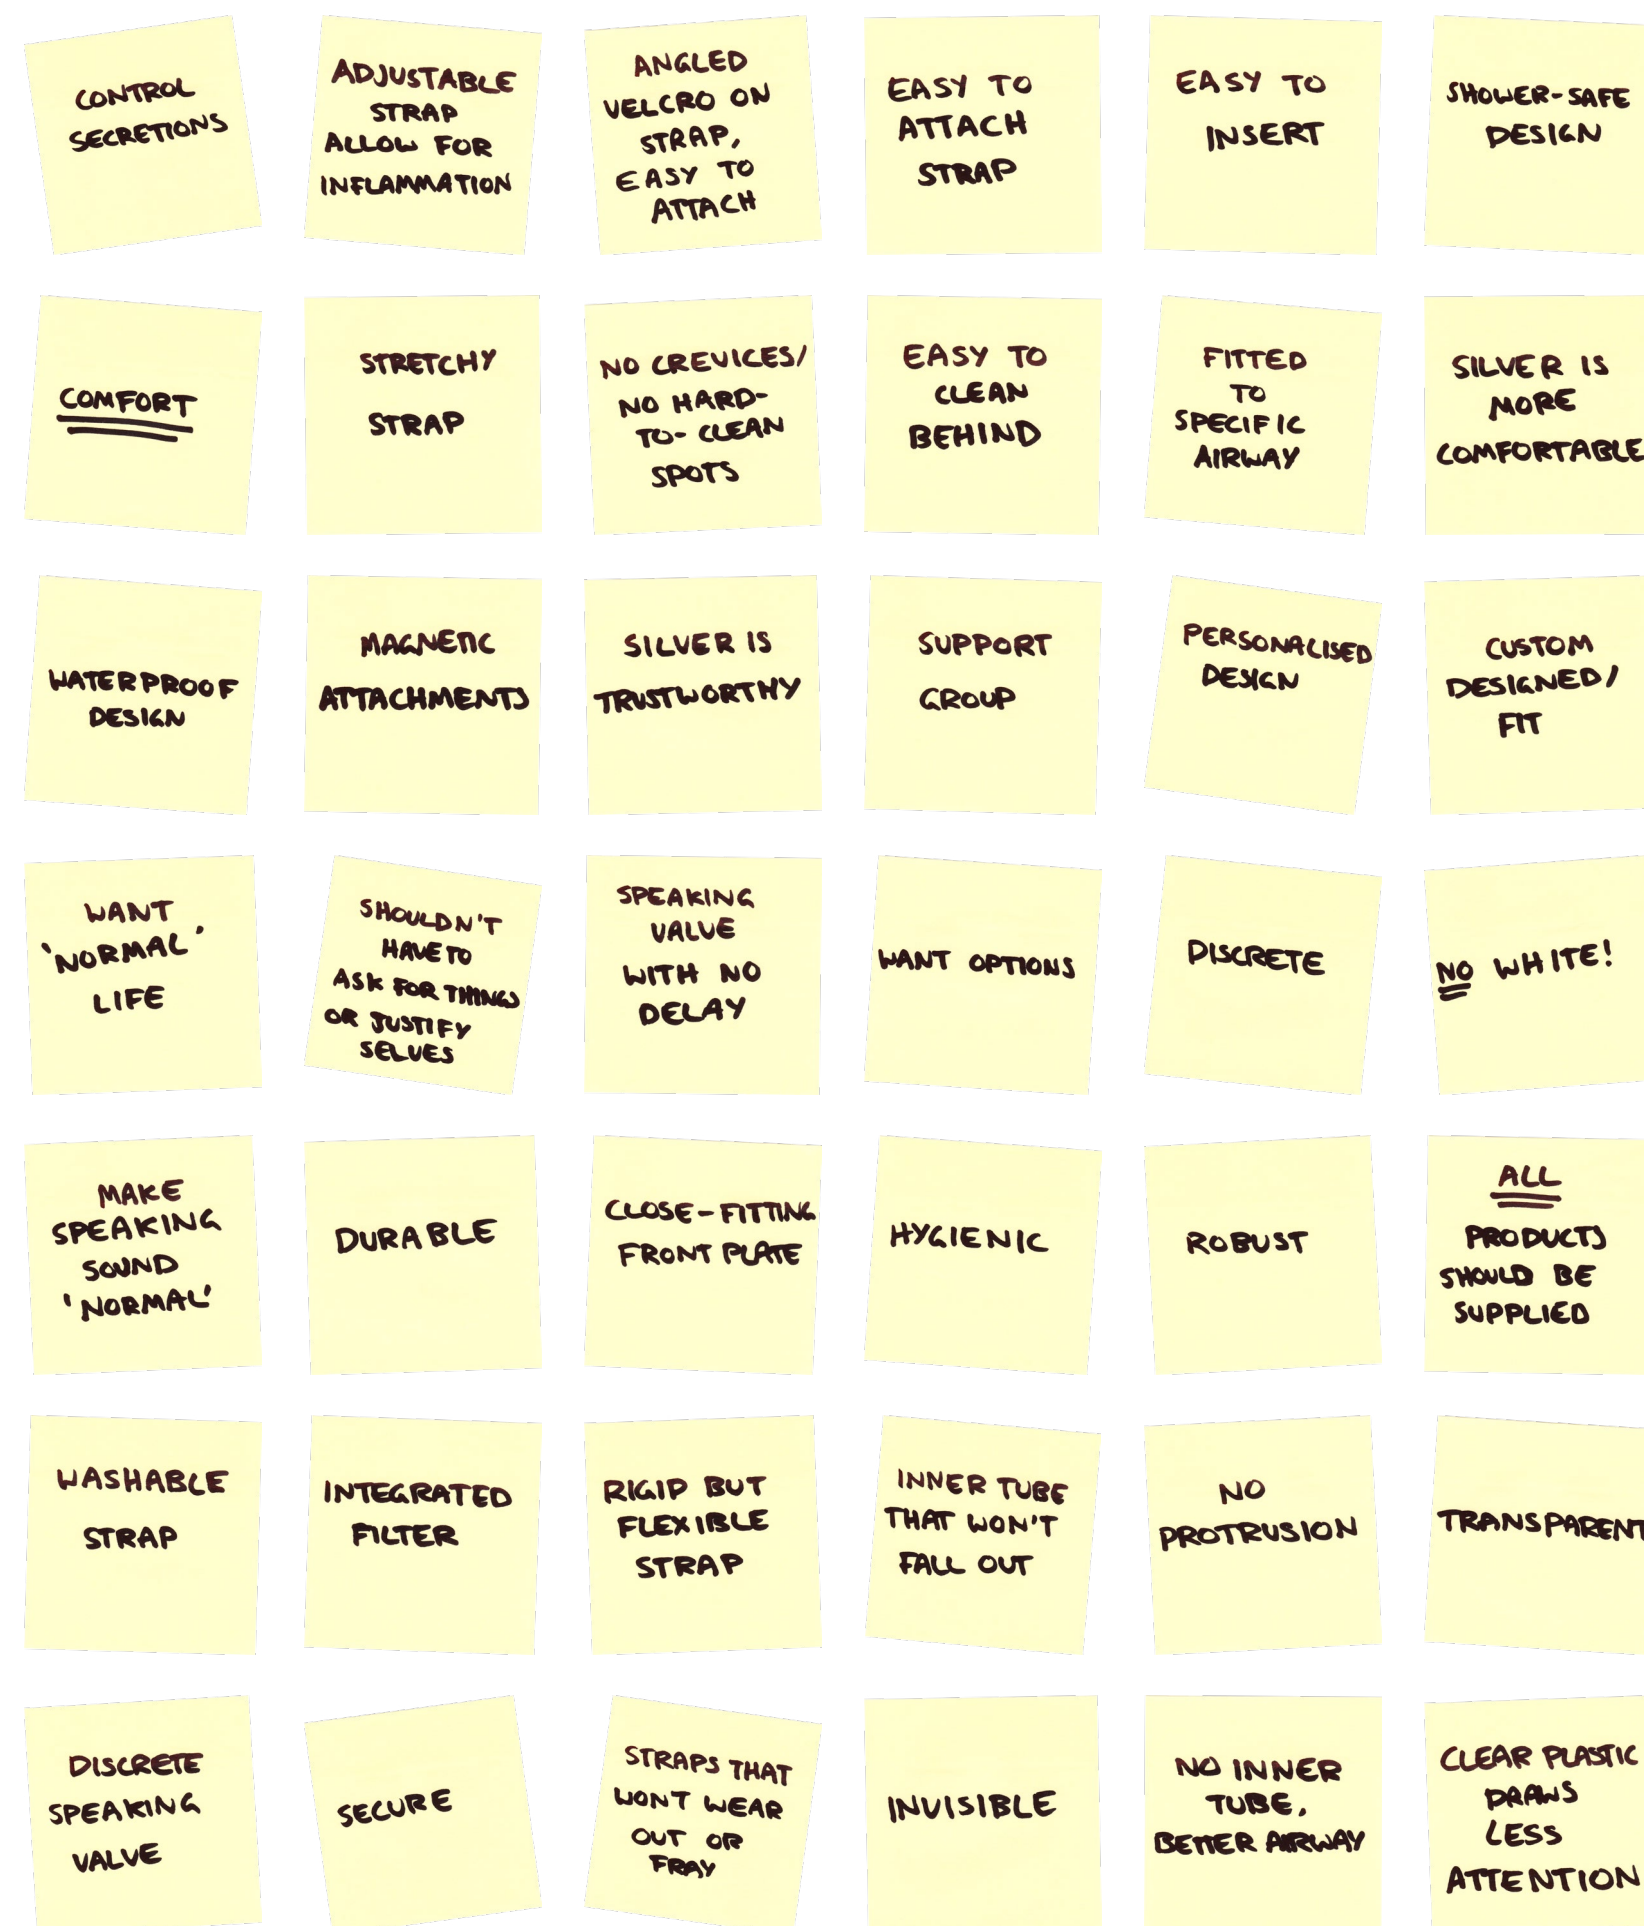 CONTROL
SECRETIONS
ADJUSTABLE
STRAP
ALLOW FOR
INFLAMMATION
ANGLED
VELCRO ON
STRAP,
EASY TO
ATTACH
EASY TO
ATTACH
STRAP
EASY TO
INSERT
SHOWER-SAFE
DESIGN
COMFORT
STRETCHY
STRAP
NO CREVICES/
NO HARD-
TO-CLEAN
SPOTS
EASY TO
CLEAN
BEHIND
FITTED
TO
SPECIFIC
AIRWAY
SILVER IS
MORE
COMFORTABLE
WATERPROOF
DESIGN
MAGNETIC
ATTACHMENTS
SILVER IS
TRUSTWORTHY
SUPPORT
GROUP
PERSONALISED
DESIGN
CUSTOM
DESIGNED/
FIT
WANT
'NORMAL'
LIFE
SHOULDN'T
HAVE TO
ASK FOR THINGS
OR JUSTIFY
SELVES
SPEAKING
VALVE
WITH NO
DELAY
WANT OPTIONS
DISCRETE
NO WHITE!
MAKE
SPEAKING
SOUND
'NORMAL'
DURABLE
CLOSE-FITTING
FRONT PLATE
HYGIENIC
ROBUST
ALL
PRODUCTS
SHOULD BE
SUPPLIED
WASHABLE
STRAP
INTEGRATED
FILTER
RIGID BUT
FLEXIBLE
STRAP
INNER TUBE
THAT WON'T
FALL OUT
NO
PROTRUSION
TRANSPARENT
DISCRETE
SPEAKING
VALVE
SECURE
STRAPS THAT
WONT WEAR
OUT OR
FRAY
INVISIBLE
NO INNER
TUBE,
BETTER AIRWAY
CLEAR PLASTIC
DRAWS
LESS
ATTENTION